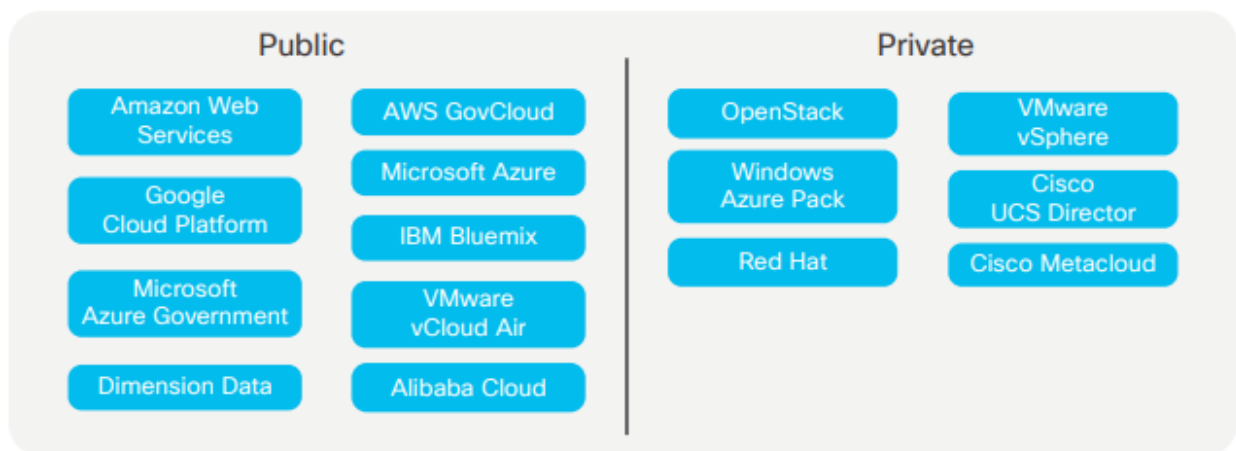 Public
Amazon Web
Services
AWS GovCloud
Google
Cloud Platform
Microsoft Azure
Microsoft
Azure Government
IBM Bluemix
Dimension Data
VMware
vCloud Air
Alibaba Cloud
Private
OpenStack
VMware
vSphere
Windows
Azure Pack
Cisco
UCS Director
Red Hat
Cisco Metacloud